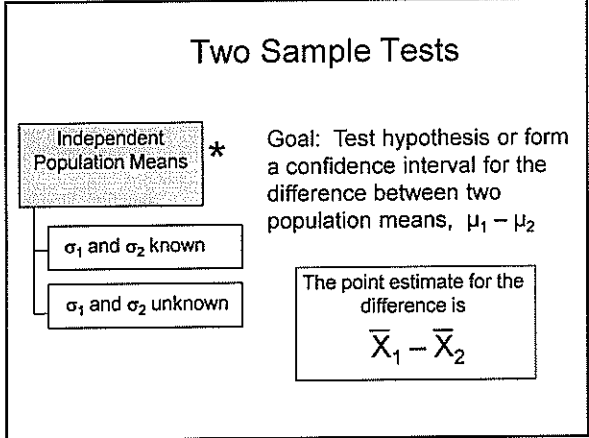 Two Sample Tests
Independent
Population Means
*
σ₁ and σ₂ known
σ₁ and σ₂ unknown
Goal: Test hypothesis or form
a confidence interval for the
difference between two
population means, μ₁ – μ₂
The point estimate for the
difference is
X̅₁ – X̅₂